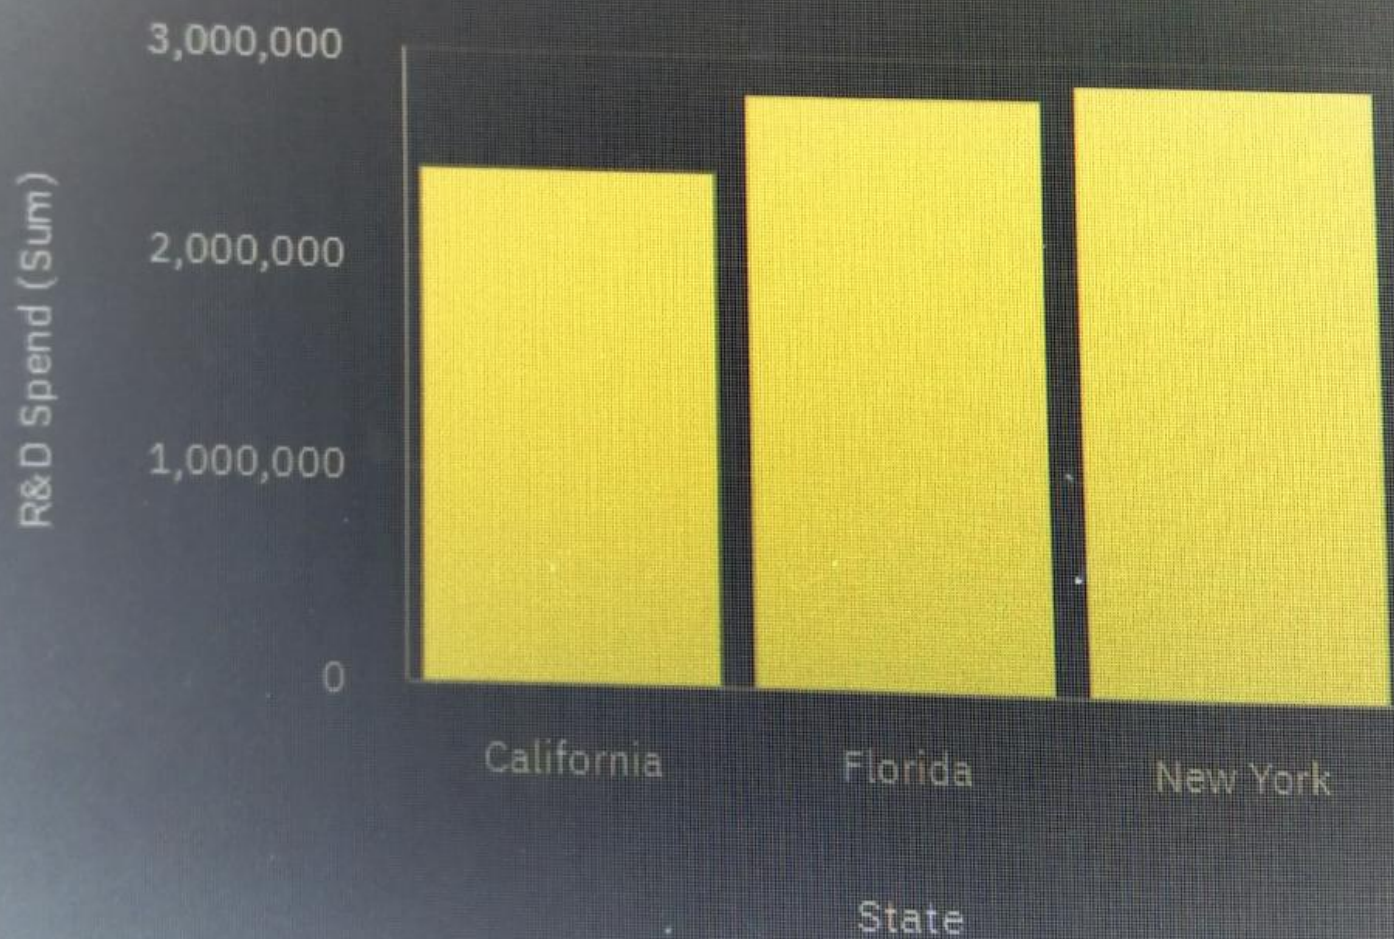 R&D Spend (Sum)
3,000,000
2,000,000
1,000,000
0
California
Florida
New York
State